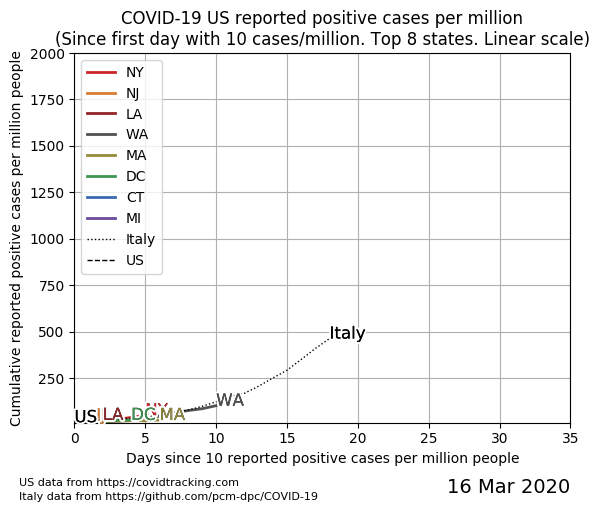 COVID-19 US reported positive cases per million
(Since first day with 10 cases/million. Top 8 states. Linear scale)
Cumulative reported positive cases per million people
2000
1750
1500
1250
1000
750
500
250
NY
NJ
LA
WA
MA
DC
CT
MI
Italy
US
Italy
WA
US
LA
NY
DC
MA
0
5
10
15
20
25
30
35
Days since 10 reported positive cases per million people
US data from https://covidtracking.com
Italy data from https://github.com/pcm-dpc/COVID-19
16 Mar 2020